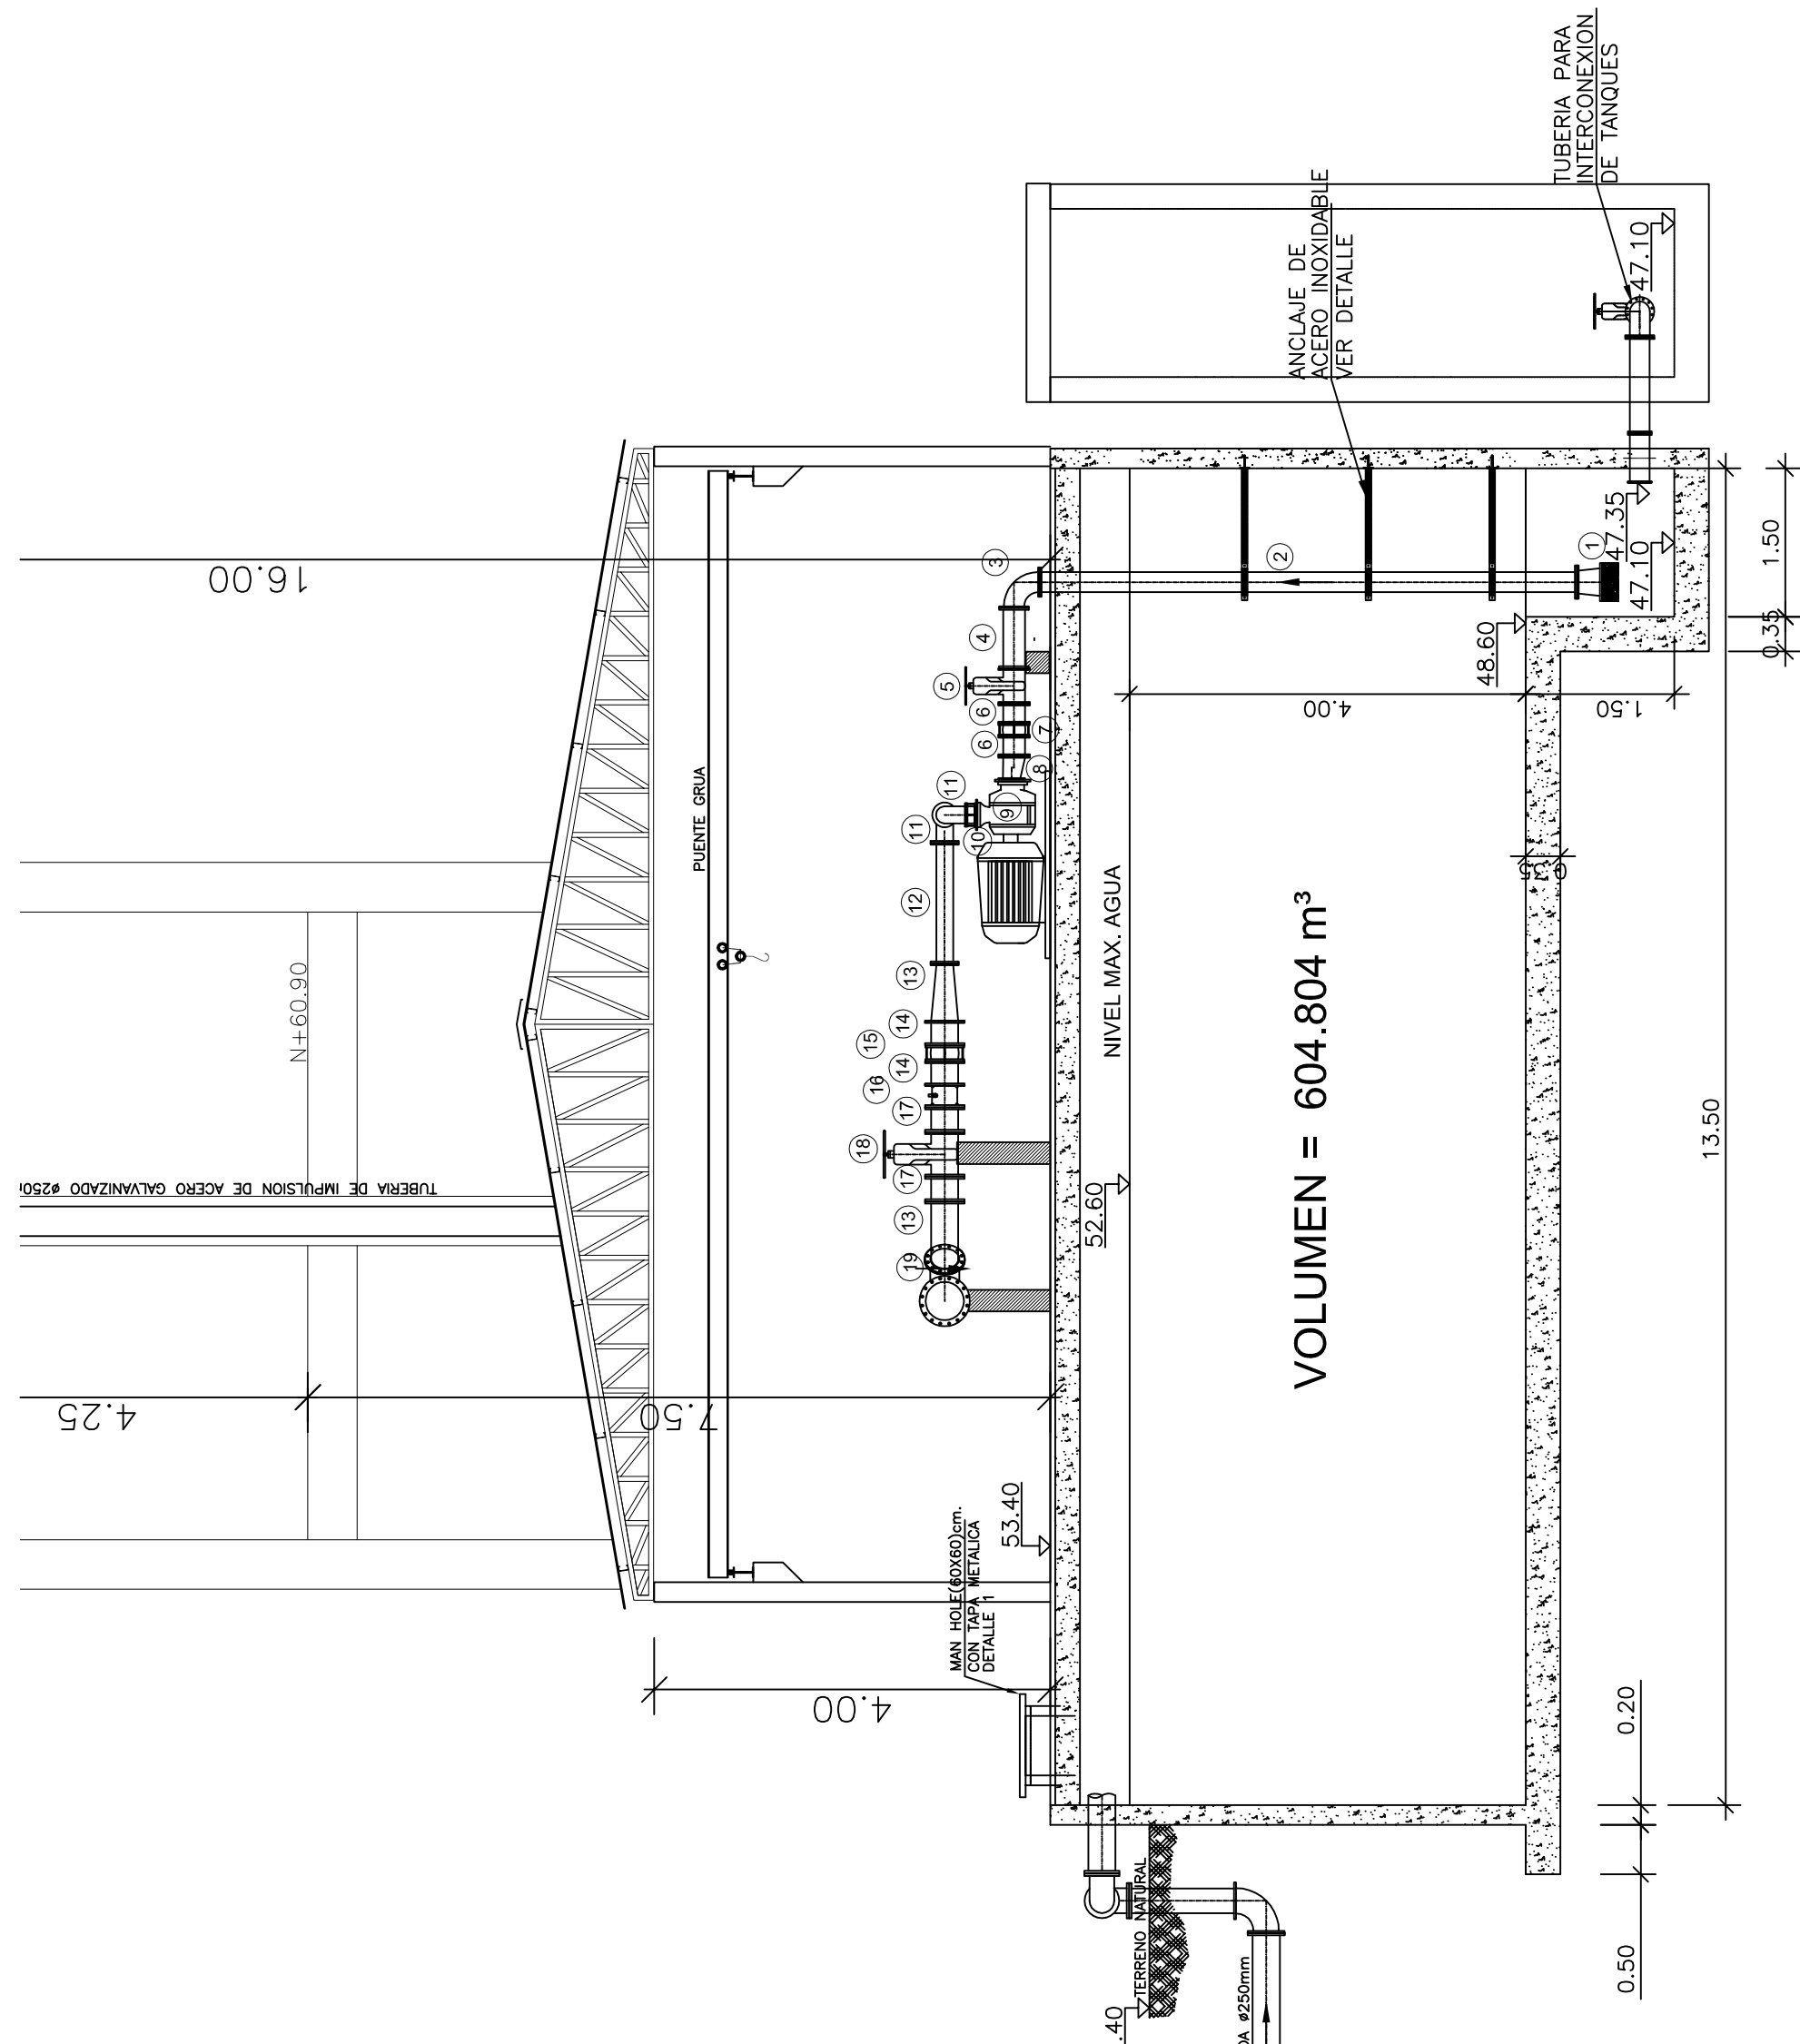 TUBERIA PARA
INTERCONEXION
DE TANQUES
ANCLAJE DE
ACERO INOXIDABLE
VER DETALLE
47.10
47.35
47.10
48.60
1.50
0.35
4.00
1.50
0.35
16.00
1
2
3
4
5
6
7
6
8
9
10
11
11
12
13
14
15
14
16
17
18
17
13
19
PUENTE GRUA
N+60.90
TUBERIA DE IMPULSION DE ACERO GALVANIZADO ø250
NIVEL MAX. AGUA
52.60
VOLUMEN = 604.804 m³
13.50
4.25
7.50
53.40
MAN HOLE(60X60)cm.
CON TAPA METALICA
DETALLE 1
4.00
0.20
0.50
TERRENO NATURAL
.40
DA ø250mm